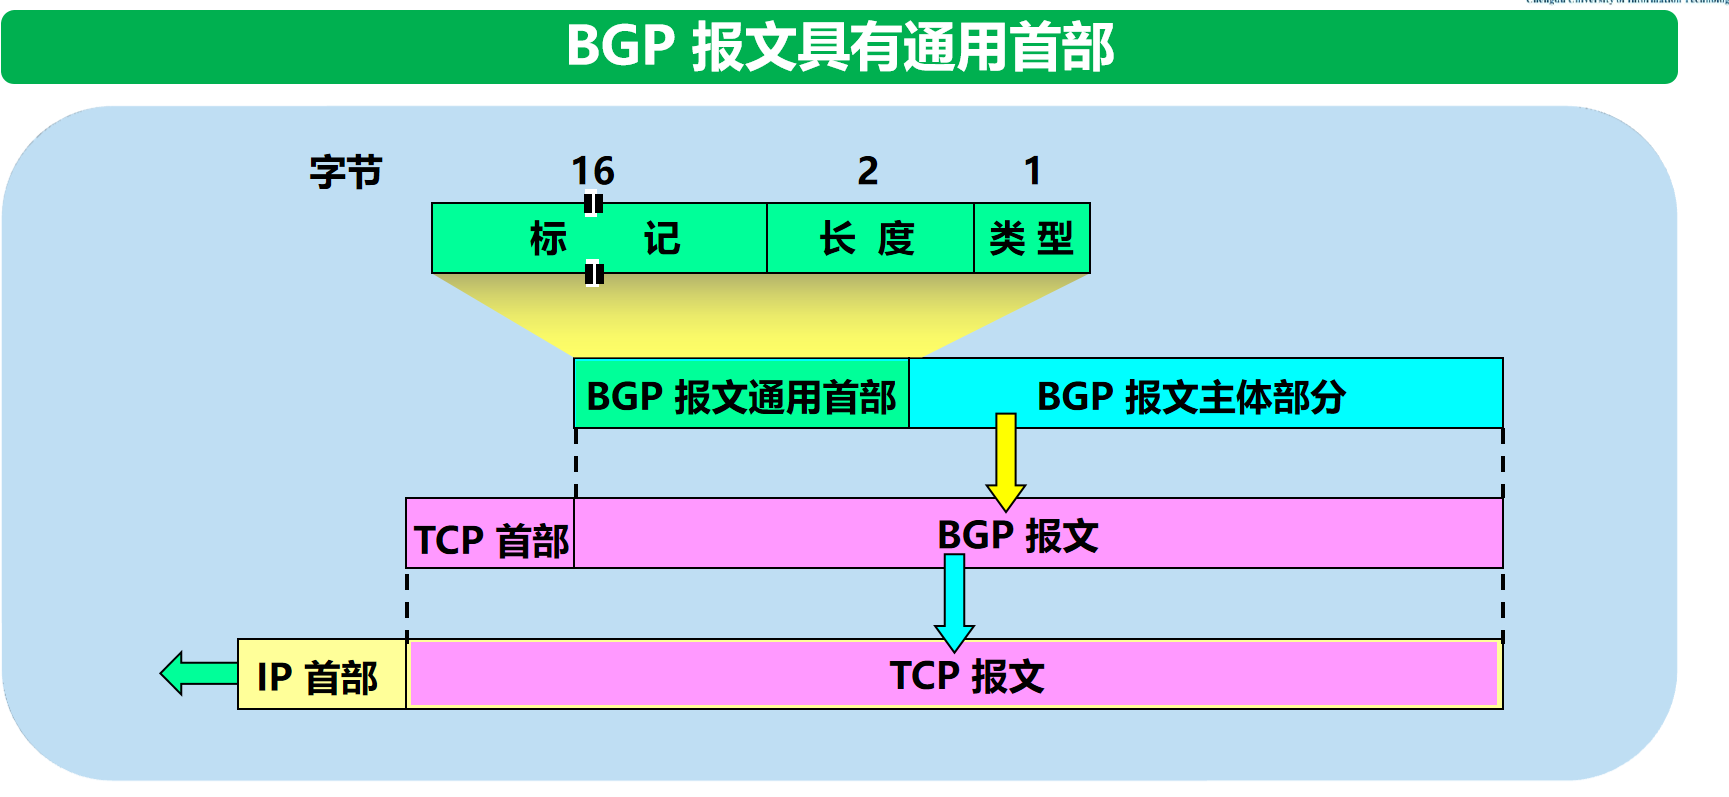 BGP 报文具有通用首部
字节 16 2 1
标 记 长 度 类 型
BGP 报文通用首部 BGP 报文主体部分
TCP 首部 BGP 报文
IP 首部 TCP 报文